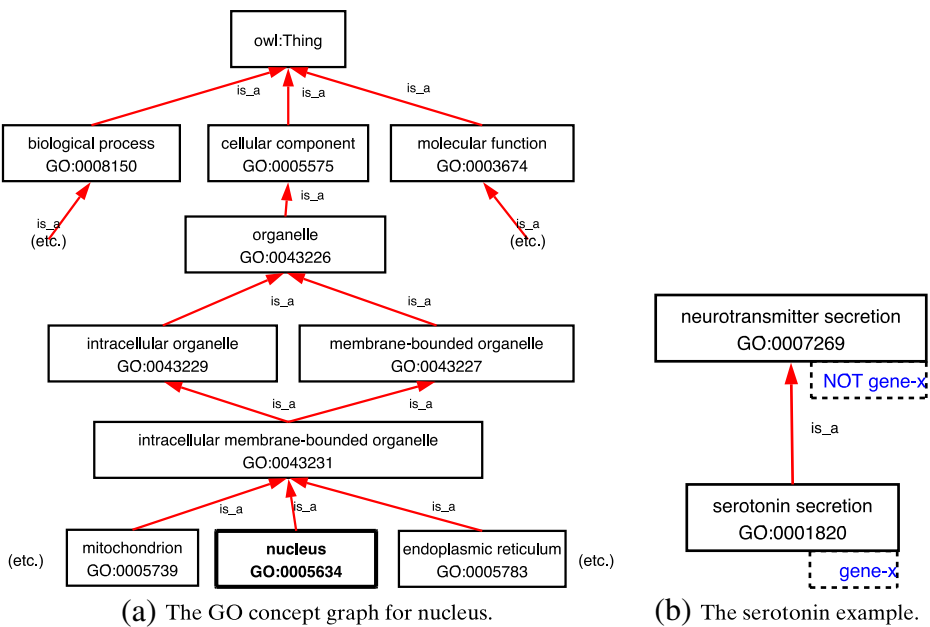 owl:Thing
is_a
is_a
is_a
biological process
GO:0008150
cellular component
GO:0005575
molecular function
GO:0003674
is_a
(etc.)
is_a
is_a
(etc.)
organelle
GO:0043226
is_a
is_a
intracellular organelle
GO:0043229
membrane-bounded organelle
GO:0043227
is_a
is_a
intracellular membrane-bounded organelle
GO:0043231
is_a
is_a
is_a
(etc.)
mitochondrion
GO:0005739
nucleus
GO:0005634
endoplasmic reticulum
GO:0005783
(etc.)
(a) The GO concept graph for nucleus.
neurotransmitter secretion
GO:0007269
NOT gene-x
is_a
serotonin secretion
GO:0001820
gene-x
(b) The serotonin example.